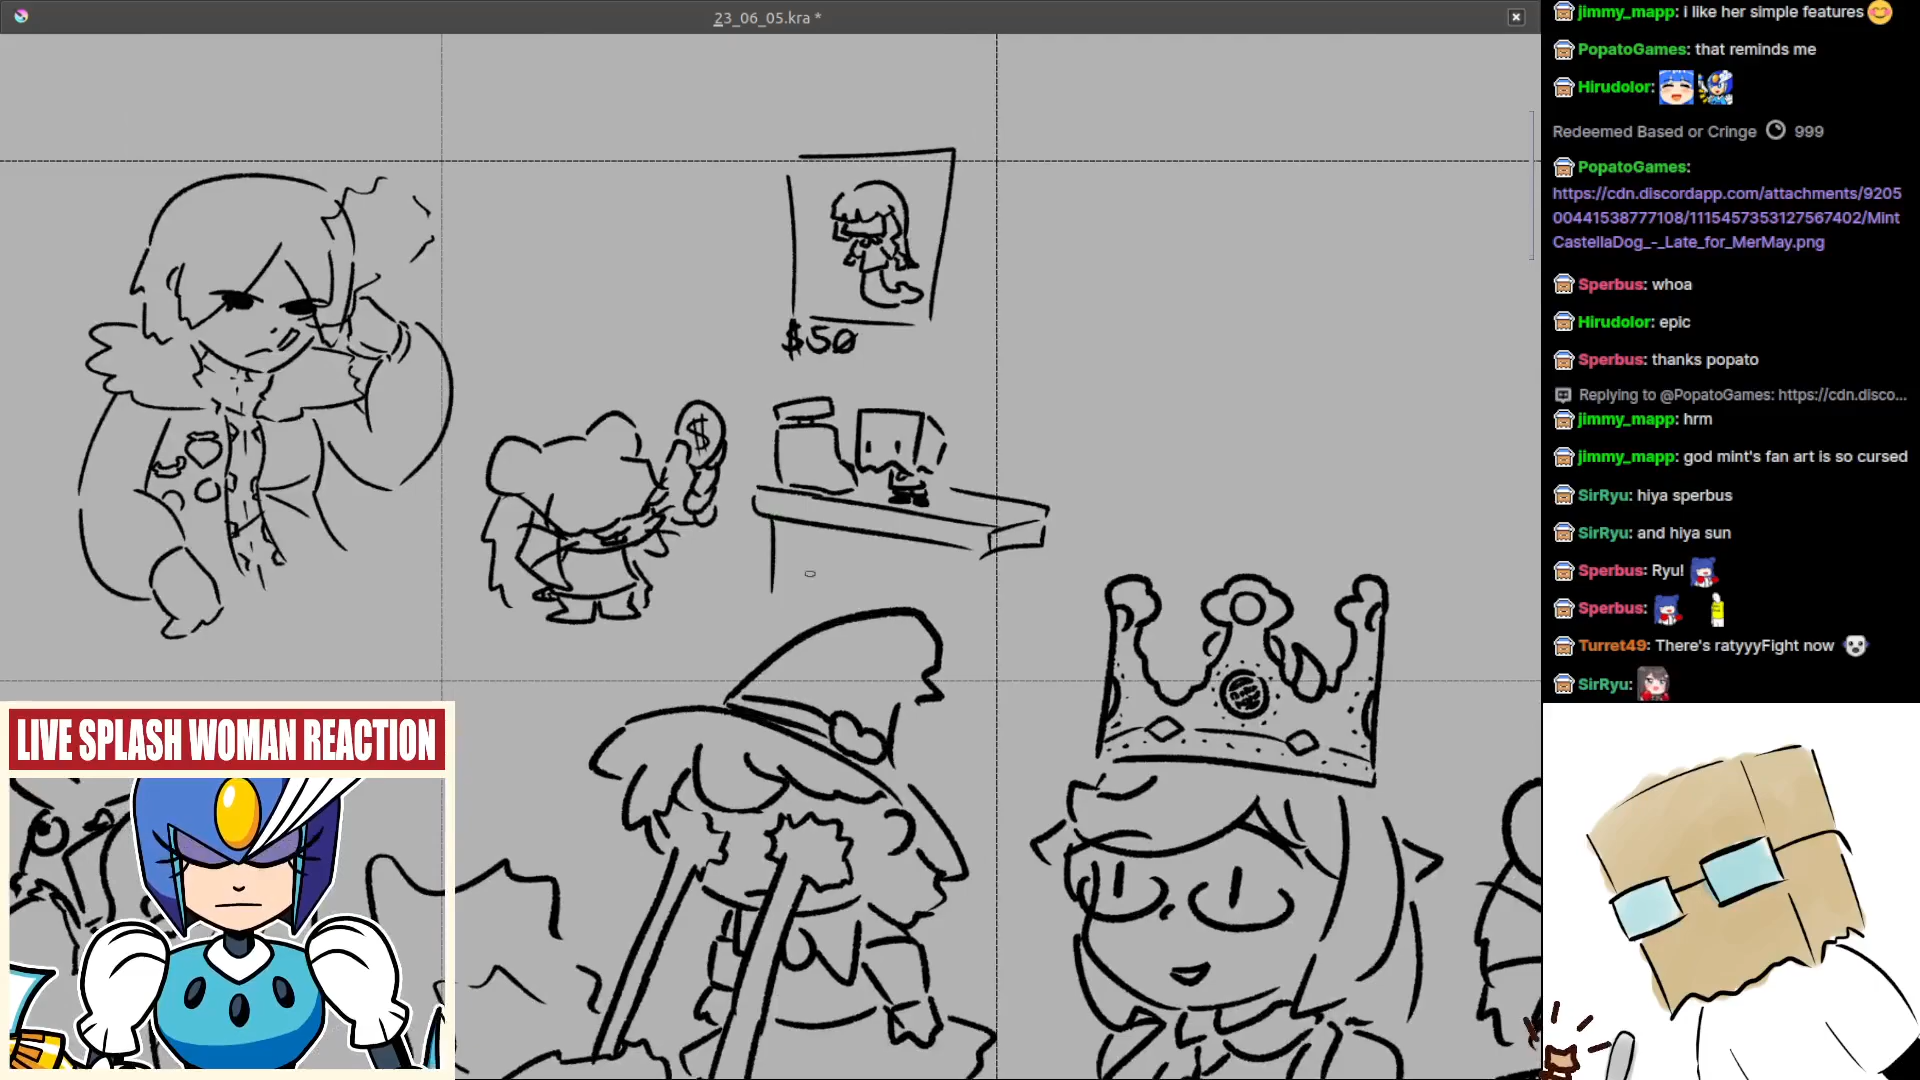 23_06_05.kra *
$50
$
LIVE SPLASH WOMAN REACTION
jimmy_mapp: i like her simple features
PopatoGames: that reminds me
Hirudolor:
Redeemed Based or Cringe 999
PopatoGames:
https://cdn.discordapp.com/attachments/9205
00441538777108/1115457353127567402/Mint
CastellaDog_-_Late_for_MerMay.png
Sperbus: whoa
Hirudolor: epic
Sperbus: thanks popato
Replying to @PopatoGames: https://cdn.disco...
jimmy_mapp: hrm
jimmy_mapp: god mint's fan art is so cursed
SirRyu: hiya sperbus
SirRyu: and hiya sun
Sperbus: Ryu!
Sperbus:
Turret49: There's ratyyyFight now
SirRyu: